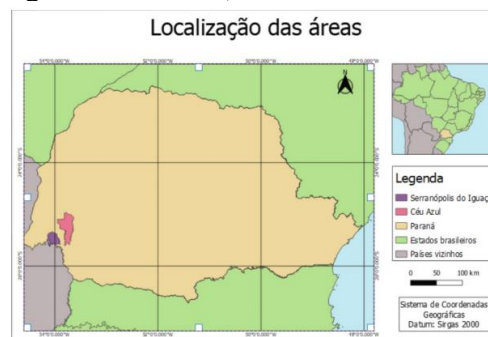 Localização das áreas
N
Legenda
Serranópolis do Iguaç
Céu Azul
Paraná
Estados brasileiros
Países vizinhos
0 50 100 km
Sistema de Coordenadas
Geográficas
Datum: Sirgas 2000